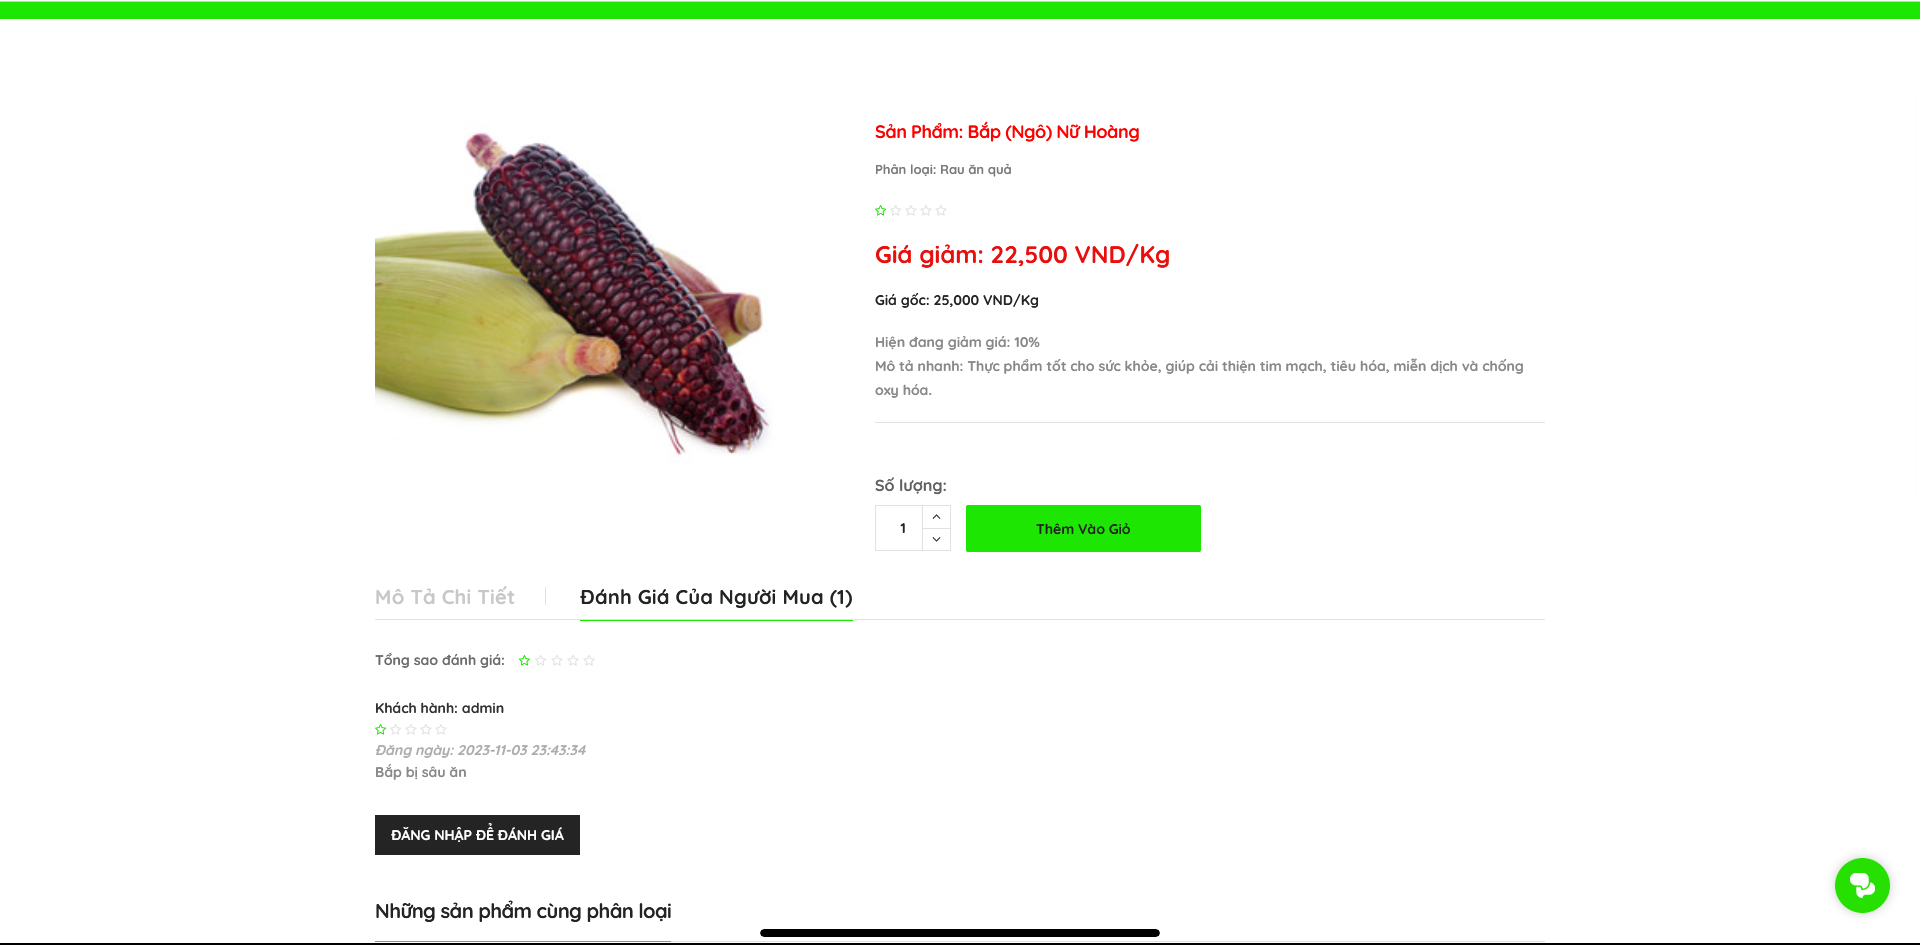 Sản Phẩm: Bắp (Ngô) Nữ Hoàng
Phân loại: Rau ăn quả
Giá giảm: 22,500 VND/Kg
Giá gốc: 25,000 VND/Kg
Hiện đang giảm giá: 10%
Mô tả nhanh: Thực phẩm tốt cho sức khỏe, giúp cải thiện tim mạch, tiêu hóa, miễn dịch và chống
oxy hóa.
Số lượng:
1
Thêm Vào Giỏ
Mô Tả Chi Tiết
Đánh Giá Của Người Mua (1)
Tổng sao đánh giá:
Khách hành: admin
Đăng ngày: 2023-11-03 23:43:34
Bắp bị sâu ăn
ĐĂNG NHẬP ĐỂ ĐÁNH GIÁ
Những sản phẩm cùng phân loại